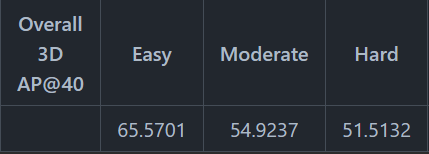 Overall
3D
AP@40
Easy
Moderate
Hard
65.5701
54.9237
51.5132